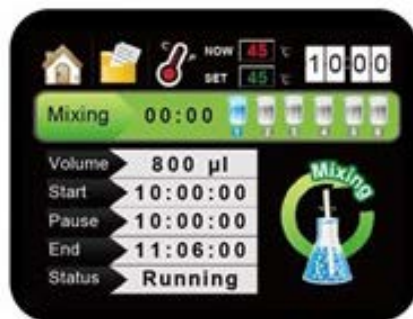 NOW 45 °C
SET 45 °C
10:00
Mixing 00:00
1 2 3 4 5 6
Volume 800 µl
Start 10:00:00
Pause 10:00:00
End 11:06:00
Status Running
Mixing